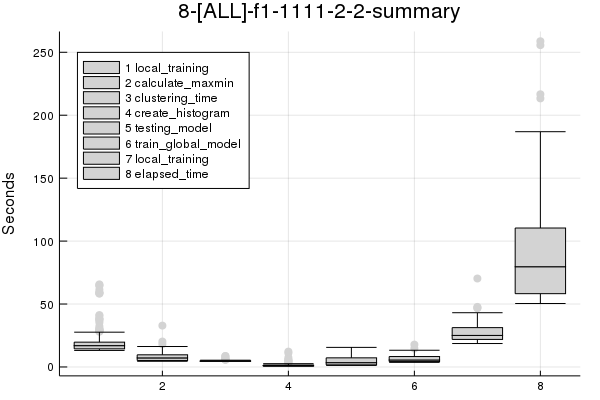 8-[ALL]-f1-1111-2-2-summary
250
200
150
100
50
0
Seconds
1 local_training
2 calculate_maxmin
3 clustering_time
4 create_histogram
5 testing_model
6 train_global_model
7 local_training
8 elapsed_time
2 4 6 8